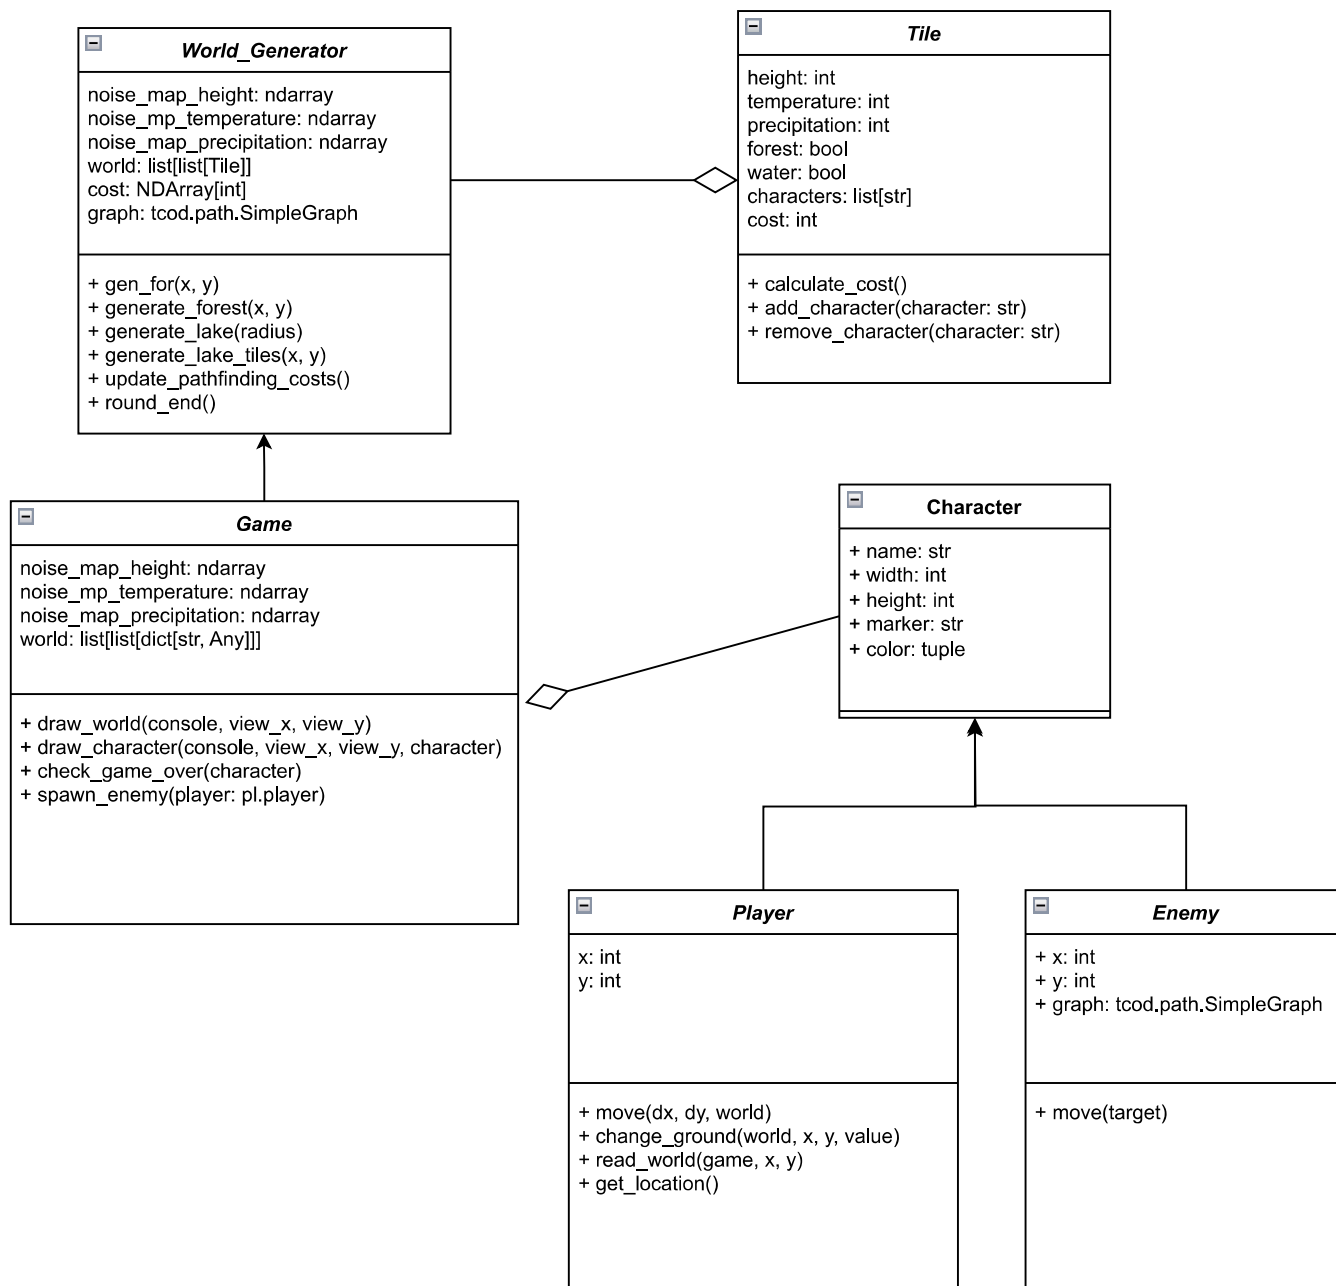 World_Generator
noise_map_height: ndarray
noise_mp_temperature: ndarray
noise_map_precipitation: ndarray
world: list[list[Tile]]
cost: NDArray[int]
graph: tcod.path.SimpleGraph
+ gen_for(x, y)
+ generate_forest(x, y)
+ generate_lake(radius)
+ generate_lake_tiles(x, y)
+ update_pathfinding_costs()
+ round_end()
Tile
height: int
temperature: int
precipitation: int
forest: bool
water: bool
characters: list[str]
cost: int
+ calculate_cost()
+ add_character(character: str)
+ remove_character(character: str)
Game
noise_map_height: ndarray
noise_mp_temperature: ndarray
noise_map_precipitation: ndarray
world: list[list[dict[str, Any]]]
+ draw_world(console, view_x, view_y)
+ draw_character(console, view_x, view_y, character)
+ check_game_over(character)
+ spawn_enemy(player: pl.player)
Character
+ name: str
+ width: int
+ height: int
+ marker: str
+ color: tuple
Player
x: int
y: int
+ move(dx, dy, world)
+ change_ground(world, x, y, value)
+ read_world(game, x, y)
+ get_location()
Enemy
+ x: int
+ y: int
+ graph: tcod.path.SimpleGraph
+ move(target)